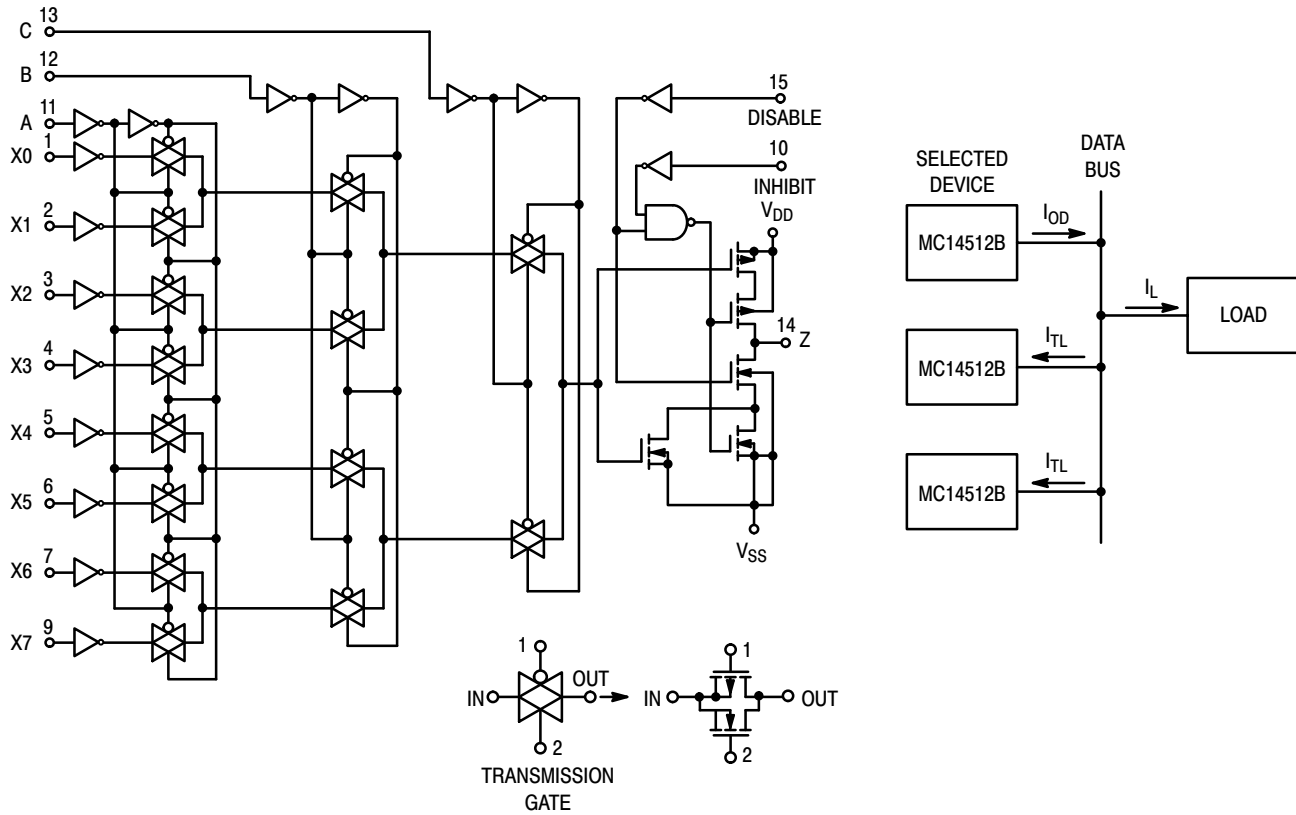 C 13
B 12
A 11
X0 1
X1 2
X2 3
X3 4
X4 5
X5 6
X6 7
X7 9
15
DISABLE
10
INHIBIT
VDD
14 Z
VSS
SELECTED
DEVICE
DATA
BUS
MC14512B
IOD
IL
LOAD
MC14512B
ITL
MC14512B
ITL
1
IN
OUT
2
TRANSMISSION
GATE
1
IN
OUT
2